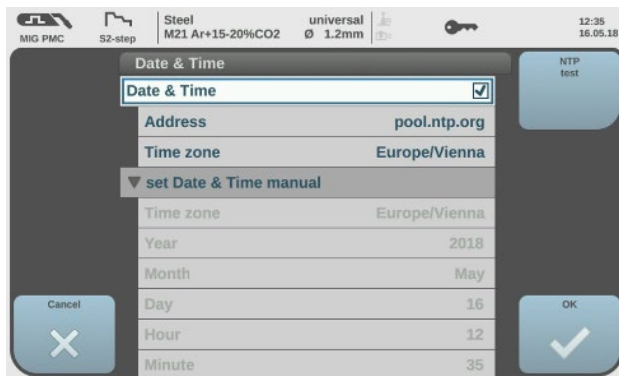 MIG PMC
S2-step
Steel universal
M21 Ar+15-20%CO2 Ø 1.2mm
12:35
16.05.18
Date & Time
NTP
test
Date & Time
Address pool.ntp.org
Time zone Europe/Vienna
set Date & Time manual
Time zone Europe/Vienna
Year 2018
Month May
Day 16
Hour 12
Minute 35
Cancel
OK